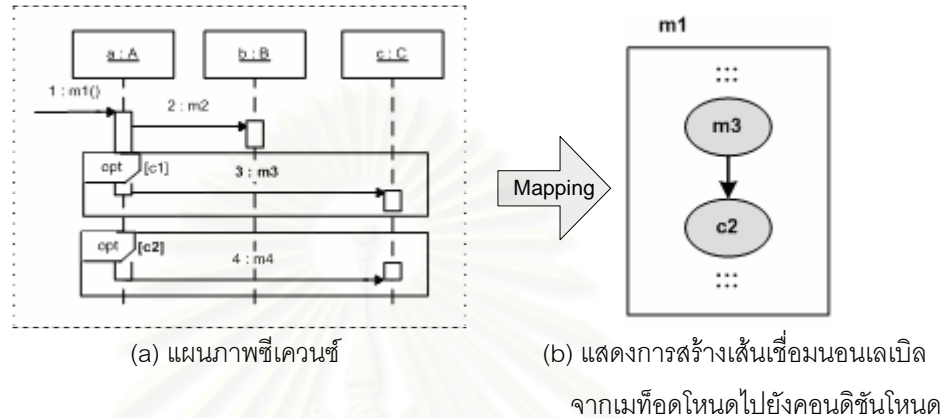 m1
a : A
b : B
c : C
1 : m1()
2 : m2
m3
opt
[c1]
3 : m3
Mapping
c2
opt
[c2]
4 : m4
(a) แผนภาพซีเควนซ์
(b) แสดงการสร้างเส้นเชื่อมนอนเลเบิล
จากเมท็อดโหนดไปยังคอนดิชันโหนด